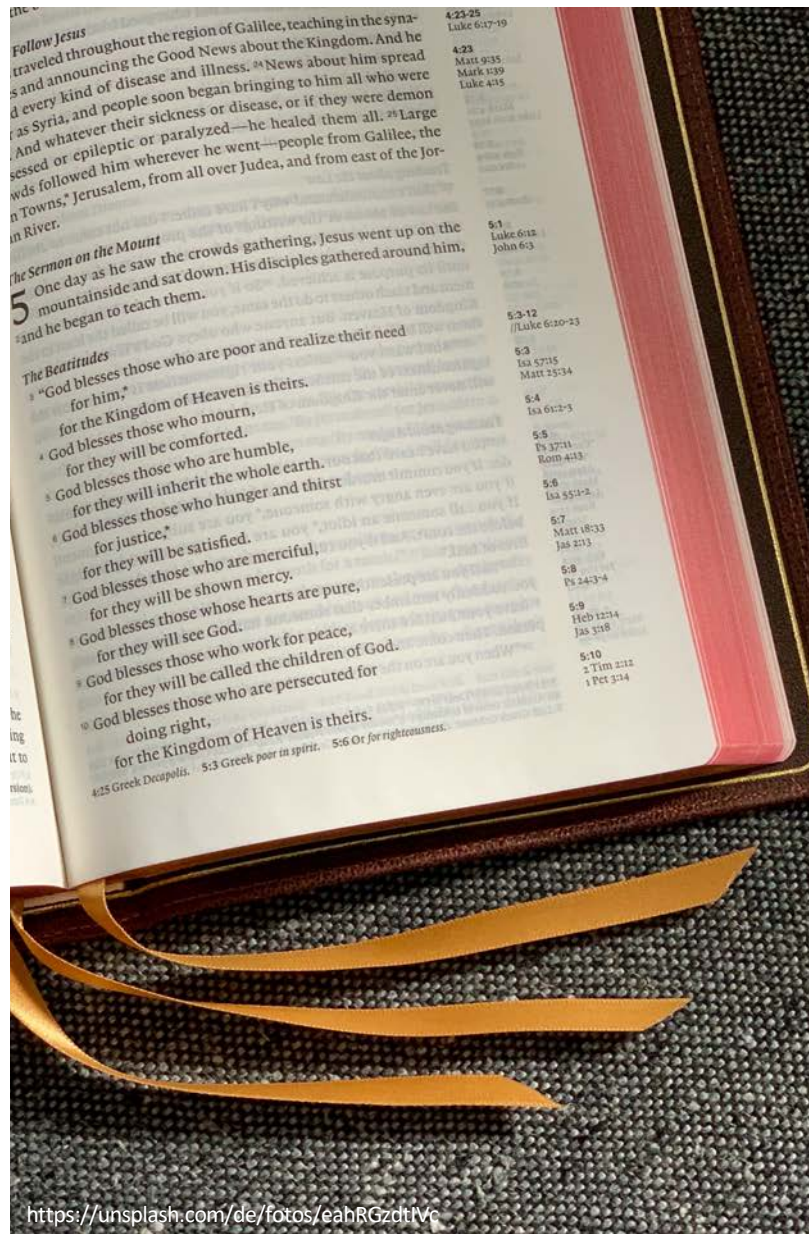 Follow Jesus
traveled throughout the region of Galilee, teaching in the syna-
and announcing the Good News about the Kingdom. And he
every kind of disease and illness. ²⁴News about him spread
as Syria, and people soon began bringing to him all who were
. And whatever their sickness or disease, or if they were demon
sessed or epileptic or paralyzed—he healed them all. ²⁵Large
wds followed him wherever he went—people from Galilee, the
n Towns,* Jerusalem, from all over Judea, and from east of the Jor-
n River.
The Sermon on the Mount
5 One day as he saw the crowds gathering, Jesus went up on the
mountainside and sat down. His disciples gathered around him,
²and he began to teach them.
The Beatitudes
³ “God blesses those who are poor and realize their need
for him,*
for the Kingdom of Heaven is theirs.
⁴ God blesses those who mourn,
for they will be comforted.
⁵ God blesses those who are humble,
for they will inherit the whole earth.
⁶ God blesses those who hunger and thirst
for justice,*
for they will be satisfied.
⁷ God blesses those who are merciful,
for they will be shown mercy.
⁸ God blesses those whose hearts are pure,
for they will see God.
⁹ God blesses those who work for peace,
for they will be called the children of God.
¹⁰ God blesses those who are persecuted for
doing right,
for the Kingdom of Heaven is theirs.
4:25 Greek Decapolis. 5:3 Greek poor in spirit. 5:6 Or for righteousness.
4:23-25
Luke 6:17-19
4:23
Matt 9:35
Mark 1:39
Luke 4:15
5:1
Luke 6:12
John 6:3
5:3-12
//Luke 6:20-23
5:3
Isa 57:15
Matt 25:34
5:4
Isa 61:2-3
5:5
Ps 37:11
Rom 4:13
5:6
Isa 55:1-2
5:7
Matt 18:33
Jas 2:13
5:8
Ps 24:3-4
5:9
Heb 12:14
Jas 3:18
5:10
2 Tim 2:12
1 Pet 3:14
he
ing
t to
rsion).
https://unsplash.com/de/fotos/eahRGzdtIVc